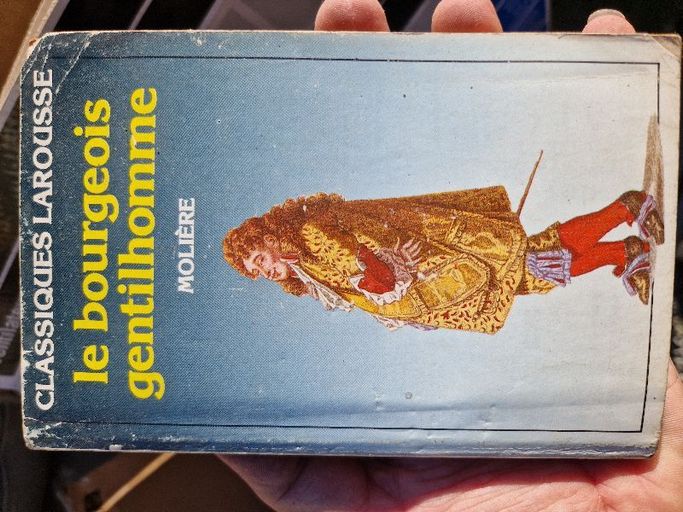 CLASSIQUES LAROUSSE
le bourgeois
gentilhomme
MOLIÈRE